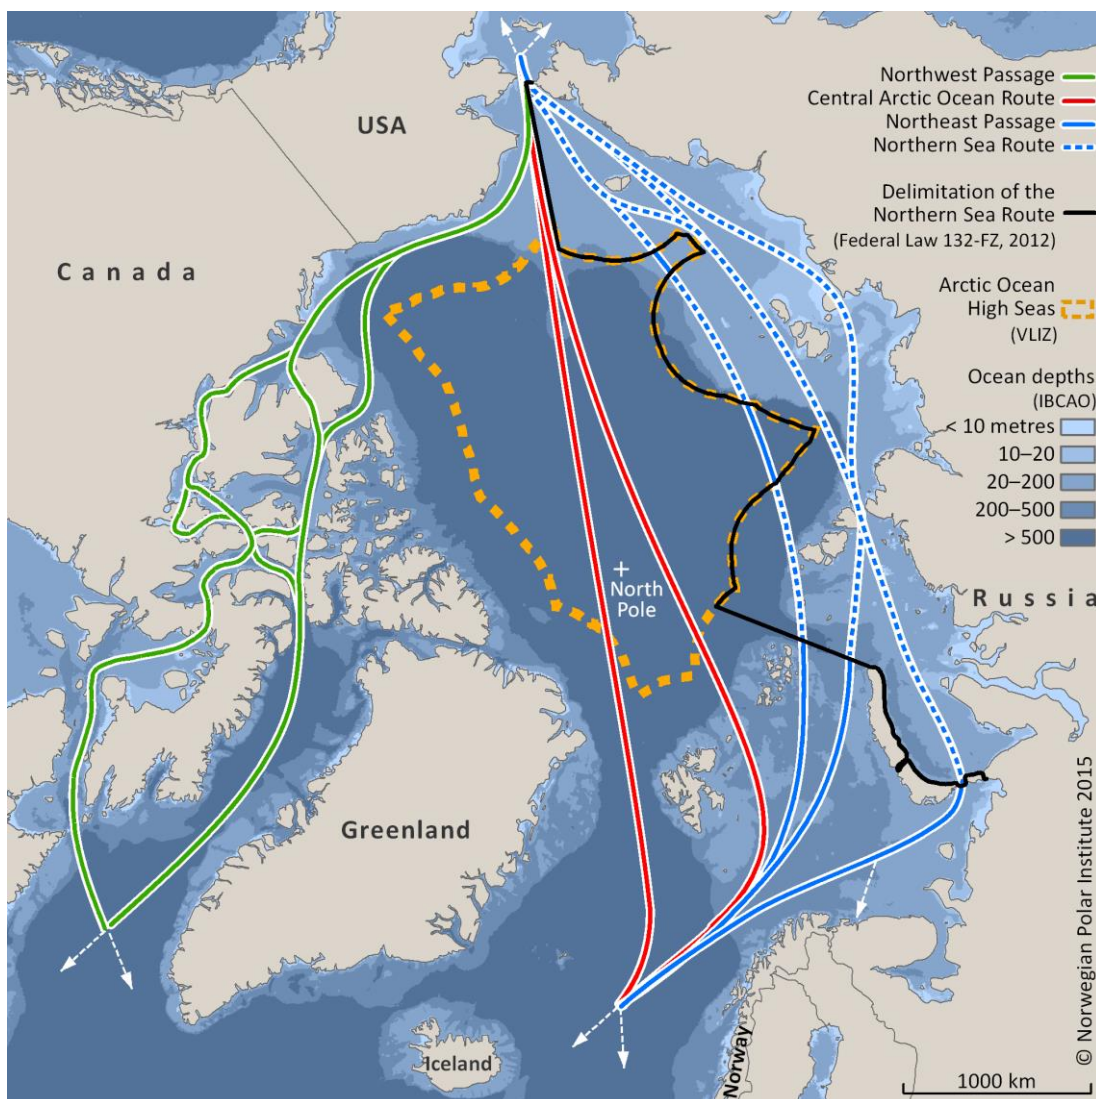 USA
Canada
Northwest Passage
Central Arctic Ocean Route
Northeast Passage
Northern Sea Route
Delimitation of the
Northern Sea Route
(Federal Law 132-FZ, 2012)
Arctic Ocean
High Seas
(VLIZ)
Ocean depths
(IBCAO)
< 10 metres
10–20
20–200
200–500
> 500
+
North
Pole
Russia
Greenland
Iceland
Norway
1000 km
© Norwegian Polar Institute 2015